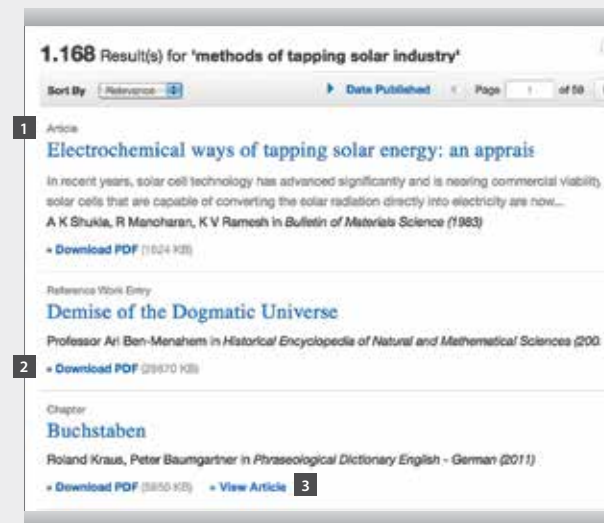 1.168 Result(s) for 'methods of tapping solar industry'
Sort By Relevance Date Published Page 1 of 59
1
Article
Electrochemical ways of tapping solar energy: an apprais
In recent years, solar cell technology has advanced significantly and is nearing commercial viability
solar cells that are capable of converting the solar radiation directly into electricity are now...
A K Shukla, R Manoharan, K V Ramesh in Bulletin of Materials Science (1983)
» Download PDF (1624 KB)
Reference Work Entry
Demise of the Dogmatic Universe
Professor Ari Ben-Menahem in Historical Encyclopedia of Natural and Mathematical Sciences (200
2
» Download PDF (28670 KB)
Chapter
Buchstaben
Roland Kraus, Peter Baumgartner in Phraseological Dictionary English - German (2011)
» Download PDF (5850 KB) » View Article 3